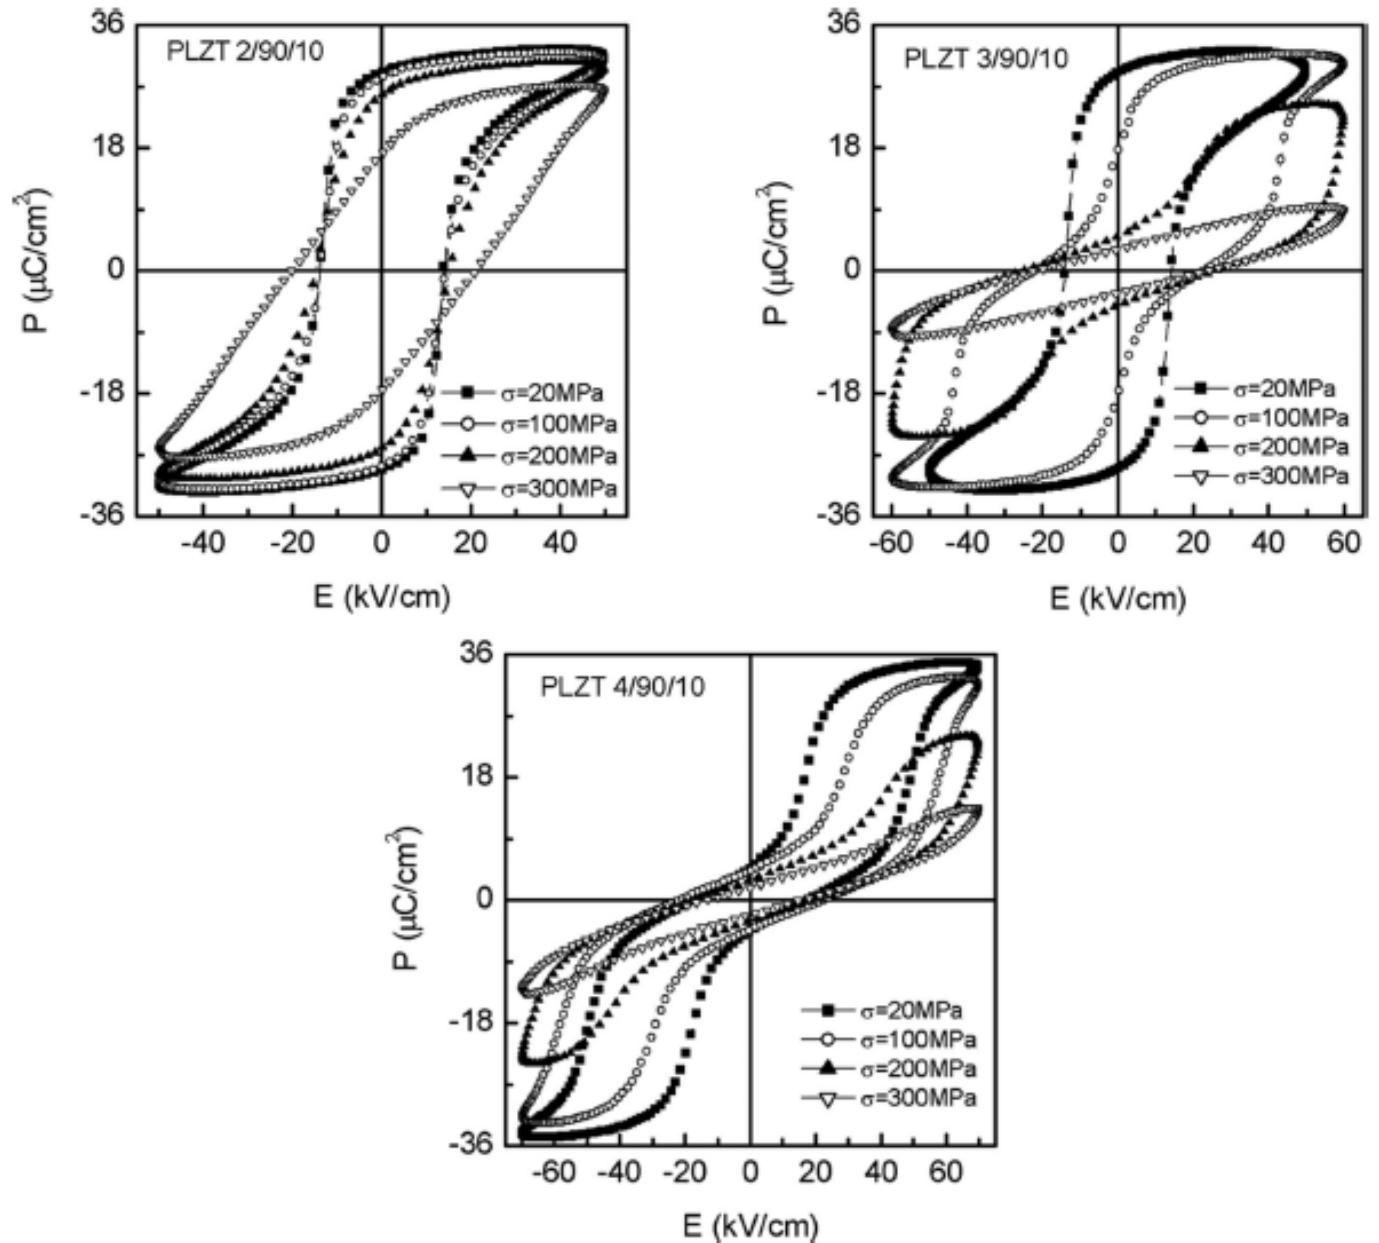 PLZT 2/90/10
P (μC/cm²)
36
18
0
-18
-36
σ=20MPa
σ=100MPa
σ=200MPa
σ=300MPa
-40 -20 0 20 40
E (kV/cm)
PLZT 3/90/10
P (μC/cm²)
36
18
0
-18
-36
σ=20MPa
σ=100MPa
σ=200MPa
σ=300MPa
-60 -40 -20 0 20 40 60
E (kV/cm)
PLZT 4/90/10
P (μC/cm²)
36
18
0
-18
-36
σ=20MPa
σ=100MPa
σ=200MPa
σ=300MPa
-60 -40 -20 0 20 40 60
E (kV/cm)